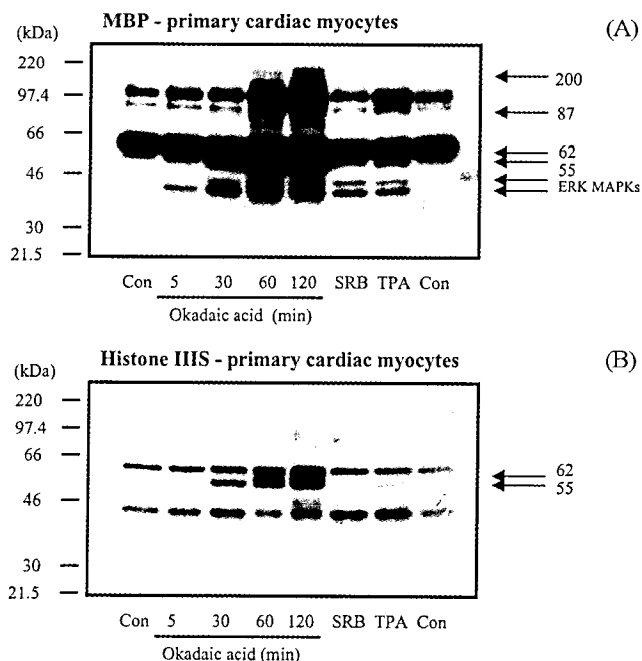 MBP - primary cardiac myocytes
(A)
(kDa)
220
97.4
66
46
30
21.5
200
87
62
55
ERK MAPKs
Con 5 30 60 120 SRB TPA Con
Okadaic acid (min)
Histone IIIS - primary cardiac myocytes
(B)
(kDa)
220
97.4
66
46
30
21.5
62
55
Con 5 30 60 120 SRB TPA Con
Okadaic acid (min)